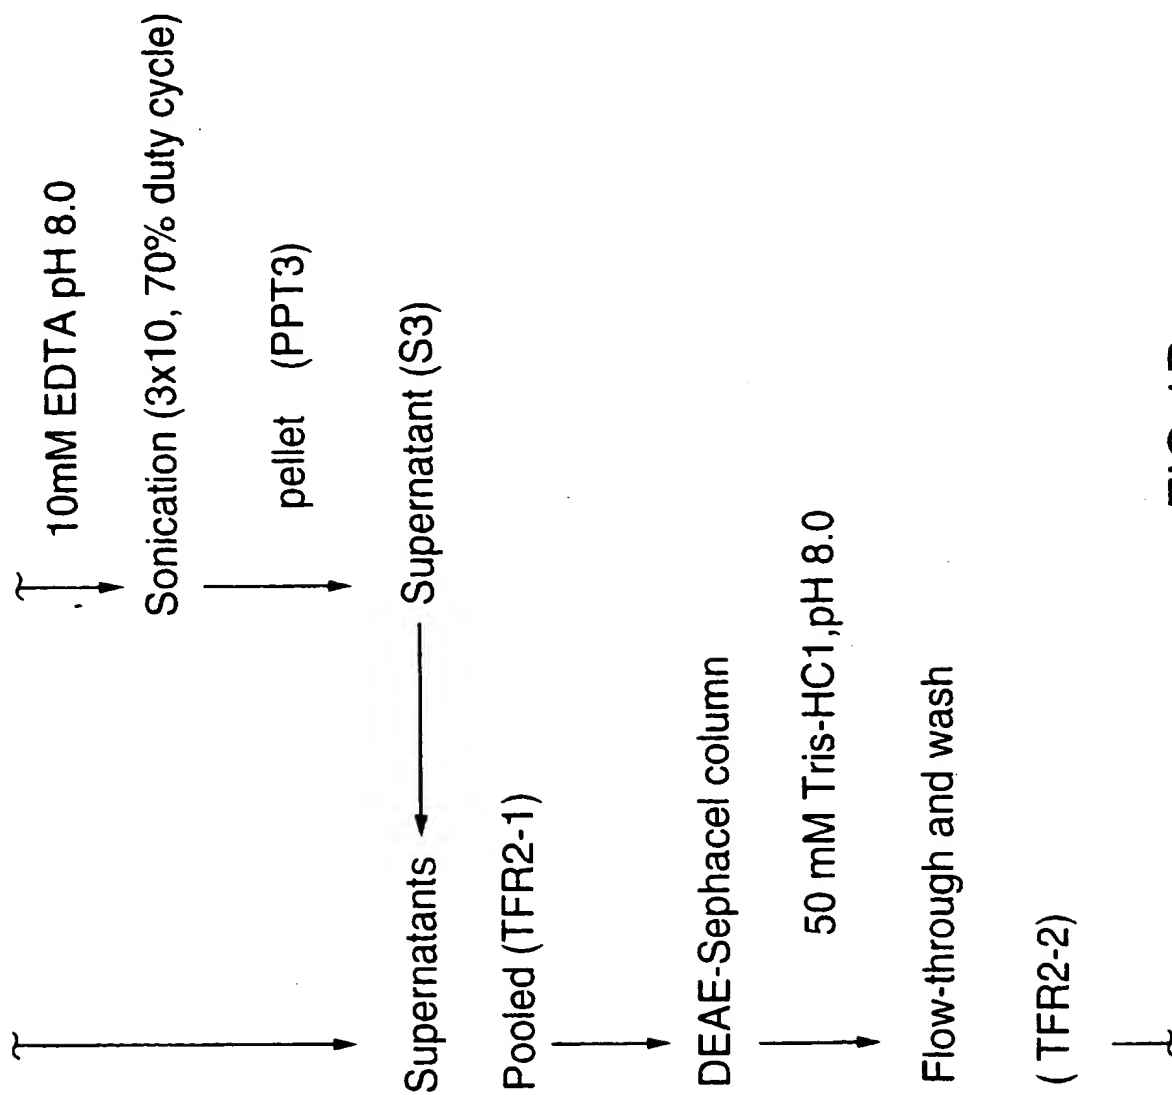 10mM EDTA pH 8.0
Sonication (3x10, 70% duty cycle)
pellet (PPT3)
Supernatant (S3)
Supernatants
Pooled (TFR2-1)
DEAE-Sephacel column
50 mM Tris-HC1,pH 8.0
Flow-through and wash
( TFR2-2)